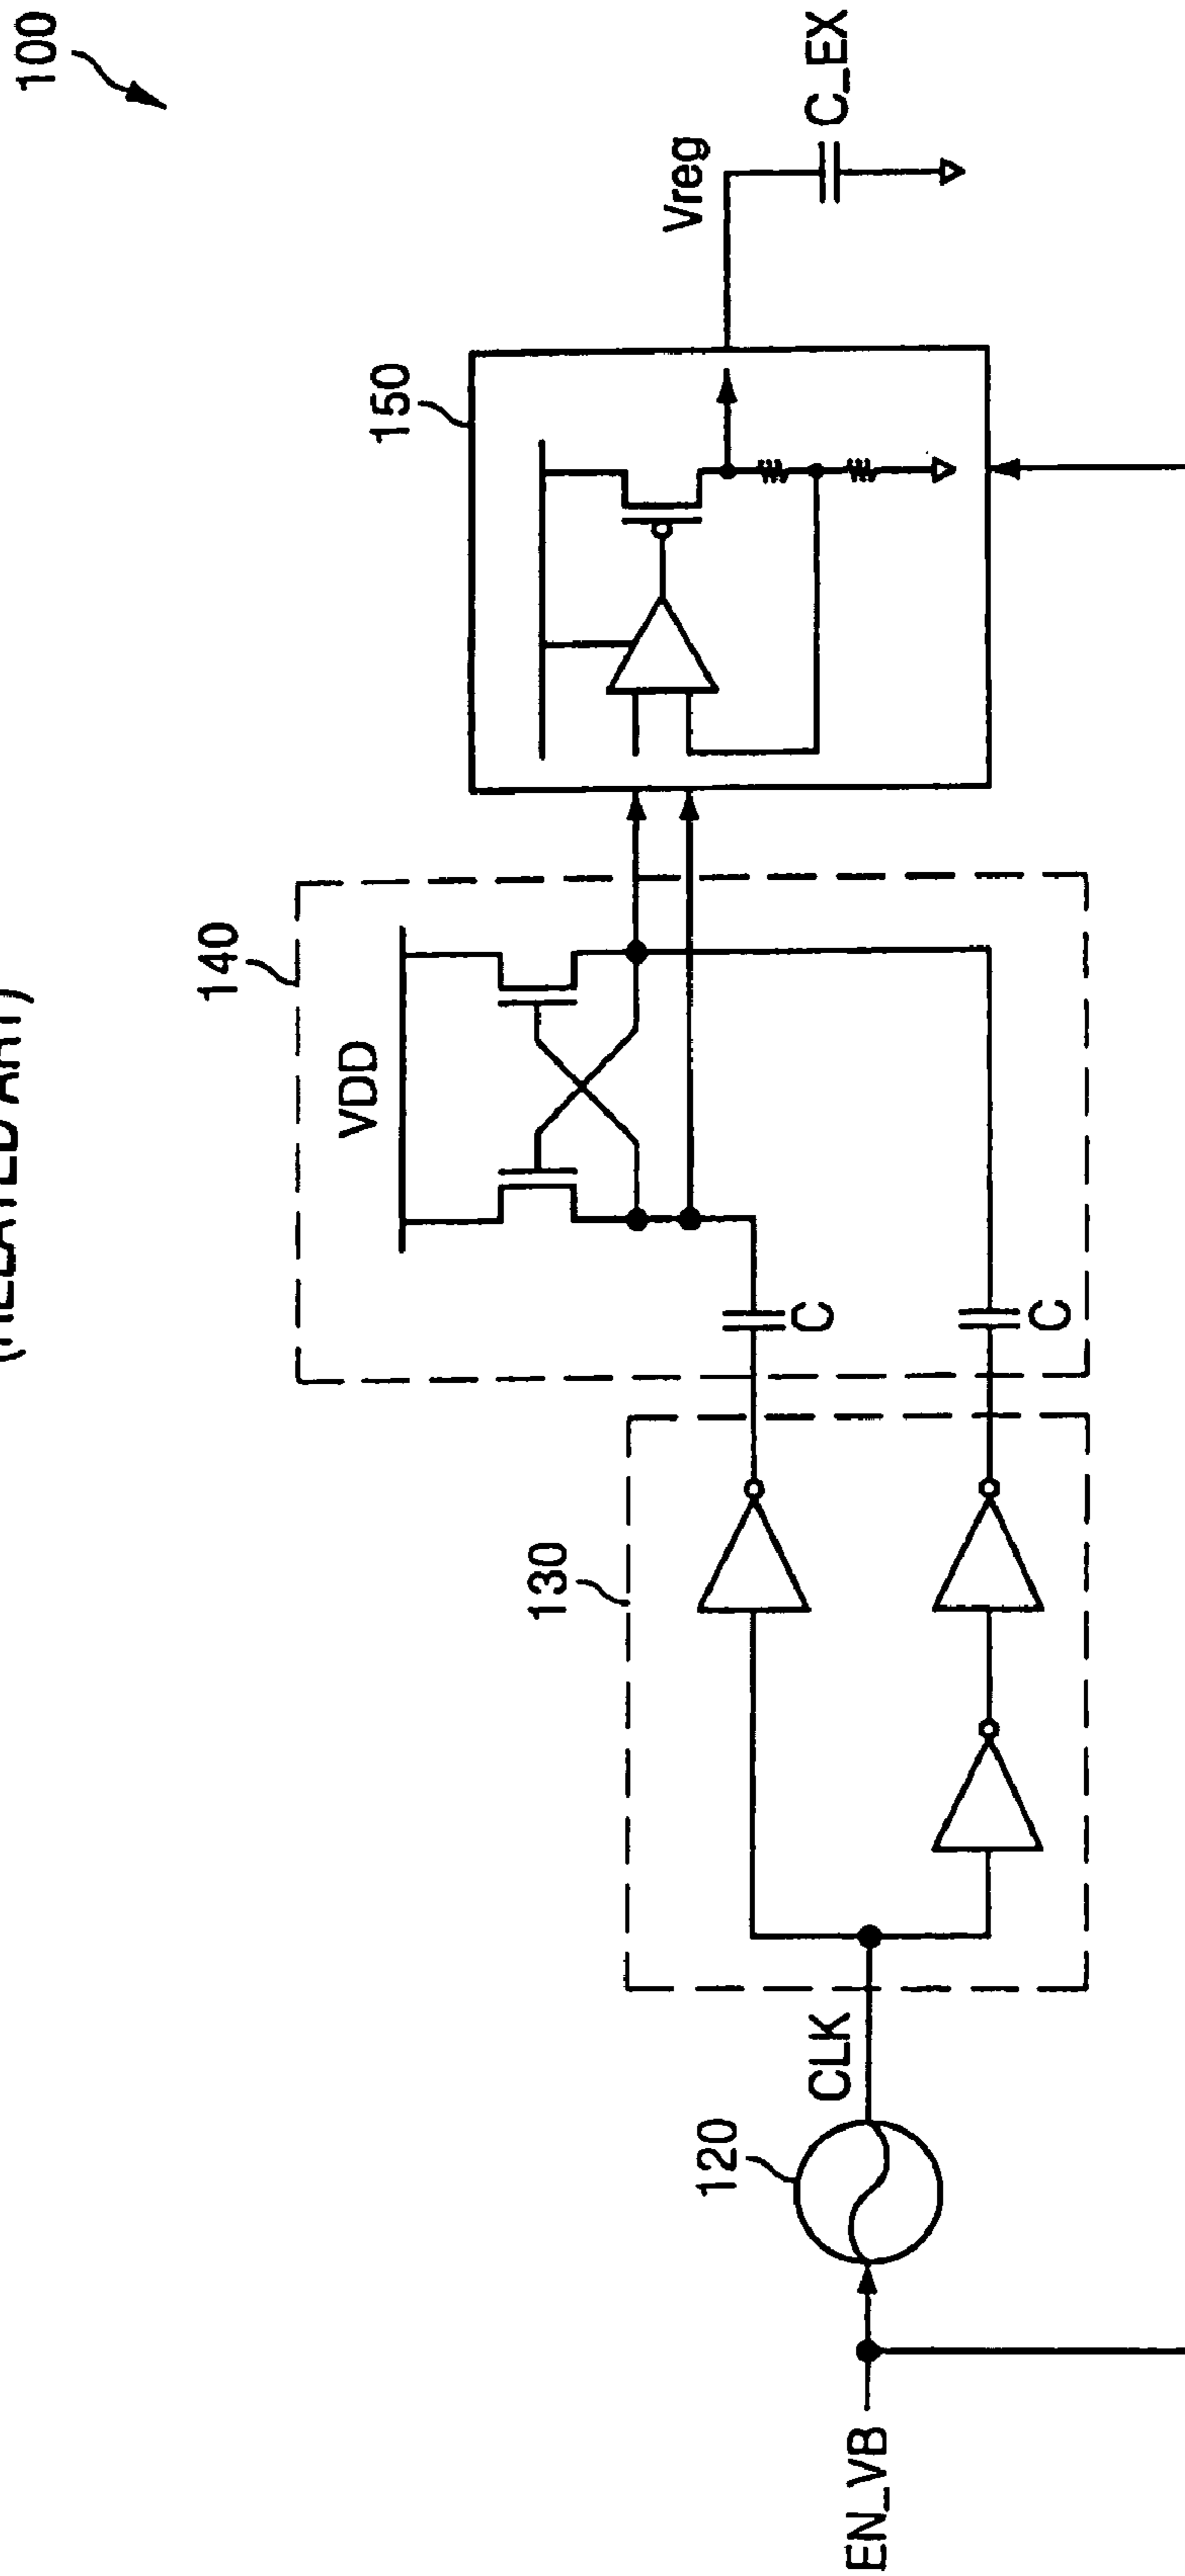 (RELATED ART)
100
140
VDD
150
Vreg
C_EX
130
C
C
120
CLK
EN_VB